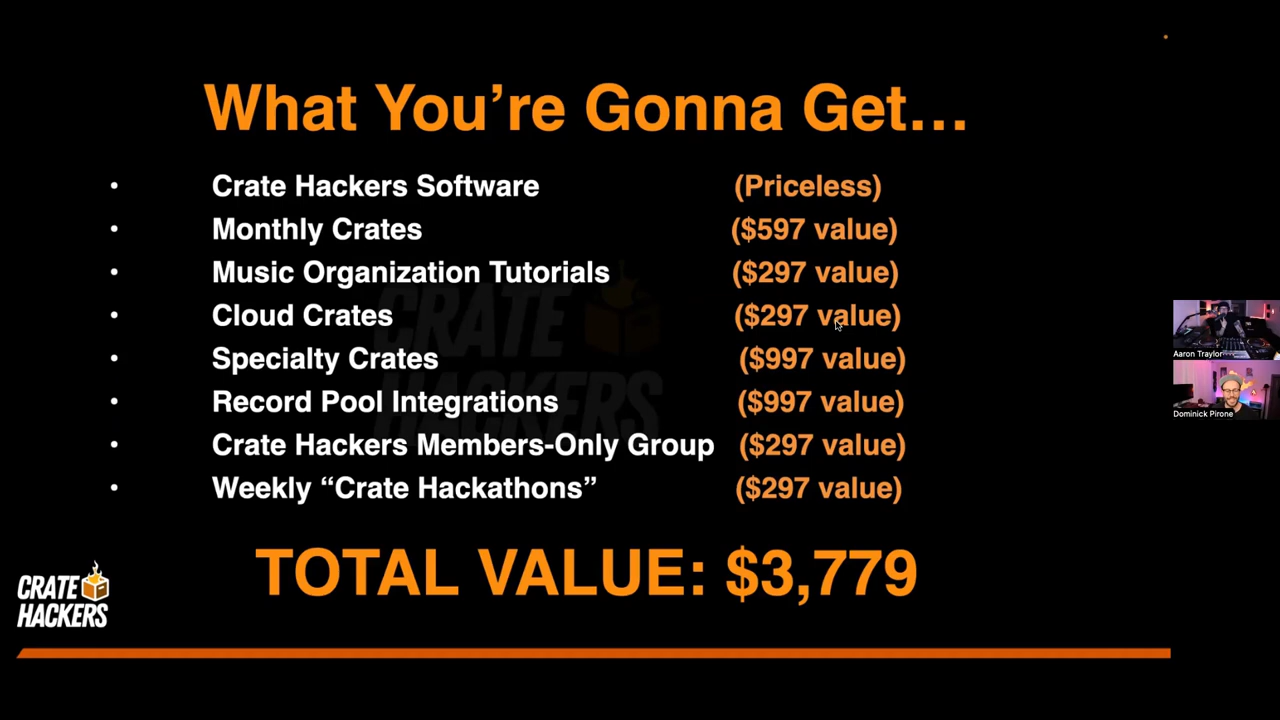 What You’re Gonna Get…
• Crate Hackers Software (Priceless)
• Monthly Crates ($597 value)
• Music Organization Tutorials ($297 value)
• Cloud Crates ($297 value)
• Specialty Crates ($997 value)
• Record Pool Integrations ($997 value)
• Crate Hackers Members-Only Group ($297 value)
• Weekly “Crate Hackathons” ($297 value)
TOTAL VALUE: $3,779
CRATE
HACKERS
CRATE
HACKERS
Aaron Traylor
Dominick Pirone